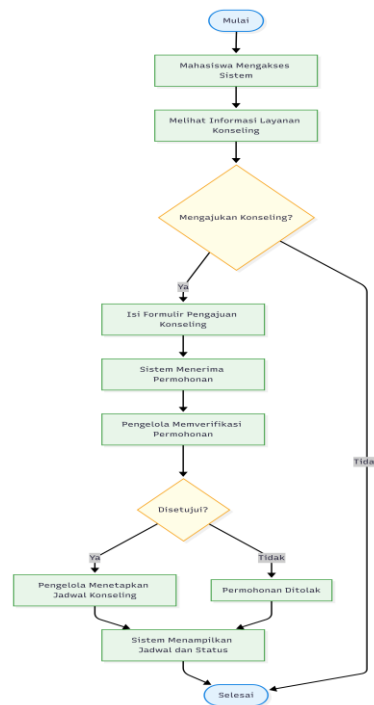 Mulai
Mahasiswa Mengakses
Sistem
Melihat Informasi Layanan
Konseling
Mengajukan Konseling?
Ya
Isi Formulir Pengajuan
Konseling
Sistem Menerima
Permohonan
Pengelola Memverifikasi
Permohonan
Tidak
Disetujui?
Ya
Tidak
Pengelola Menetapkan
Jadwal Konseling
Permohonan Ditolak
Sistem Menampilkan
Jadwal dan Status
Selesai